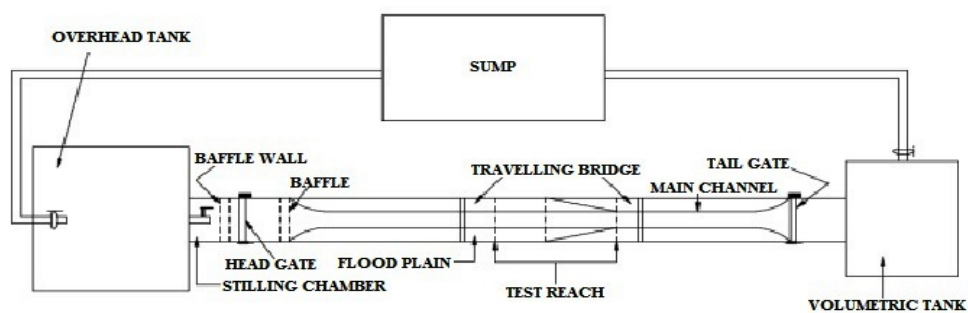 OVERHEAD TANK
SUMP
BAFFLE WALL
BAFFLE
TRAVELLING BRIDGE
TAIL GATE
MAIN CHANNEL
HEAD GATE
FLOOD PLAIN
STILLING CHAMBER
TEST REACH
VOLUMETRIC TANK